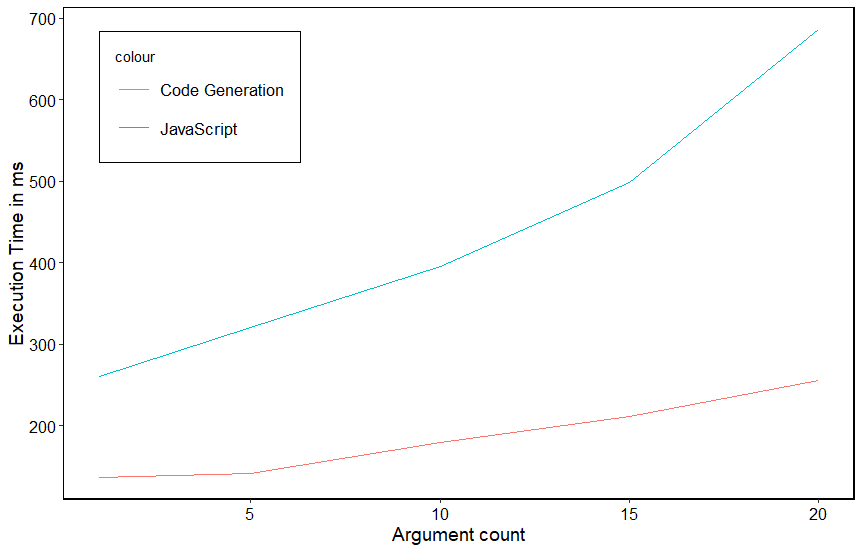 700
600
500
400
300
200
Execution Time in ms
colour
Code Generation
JavaScript
5 10 15 20
Argument count